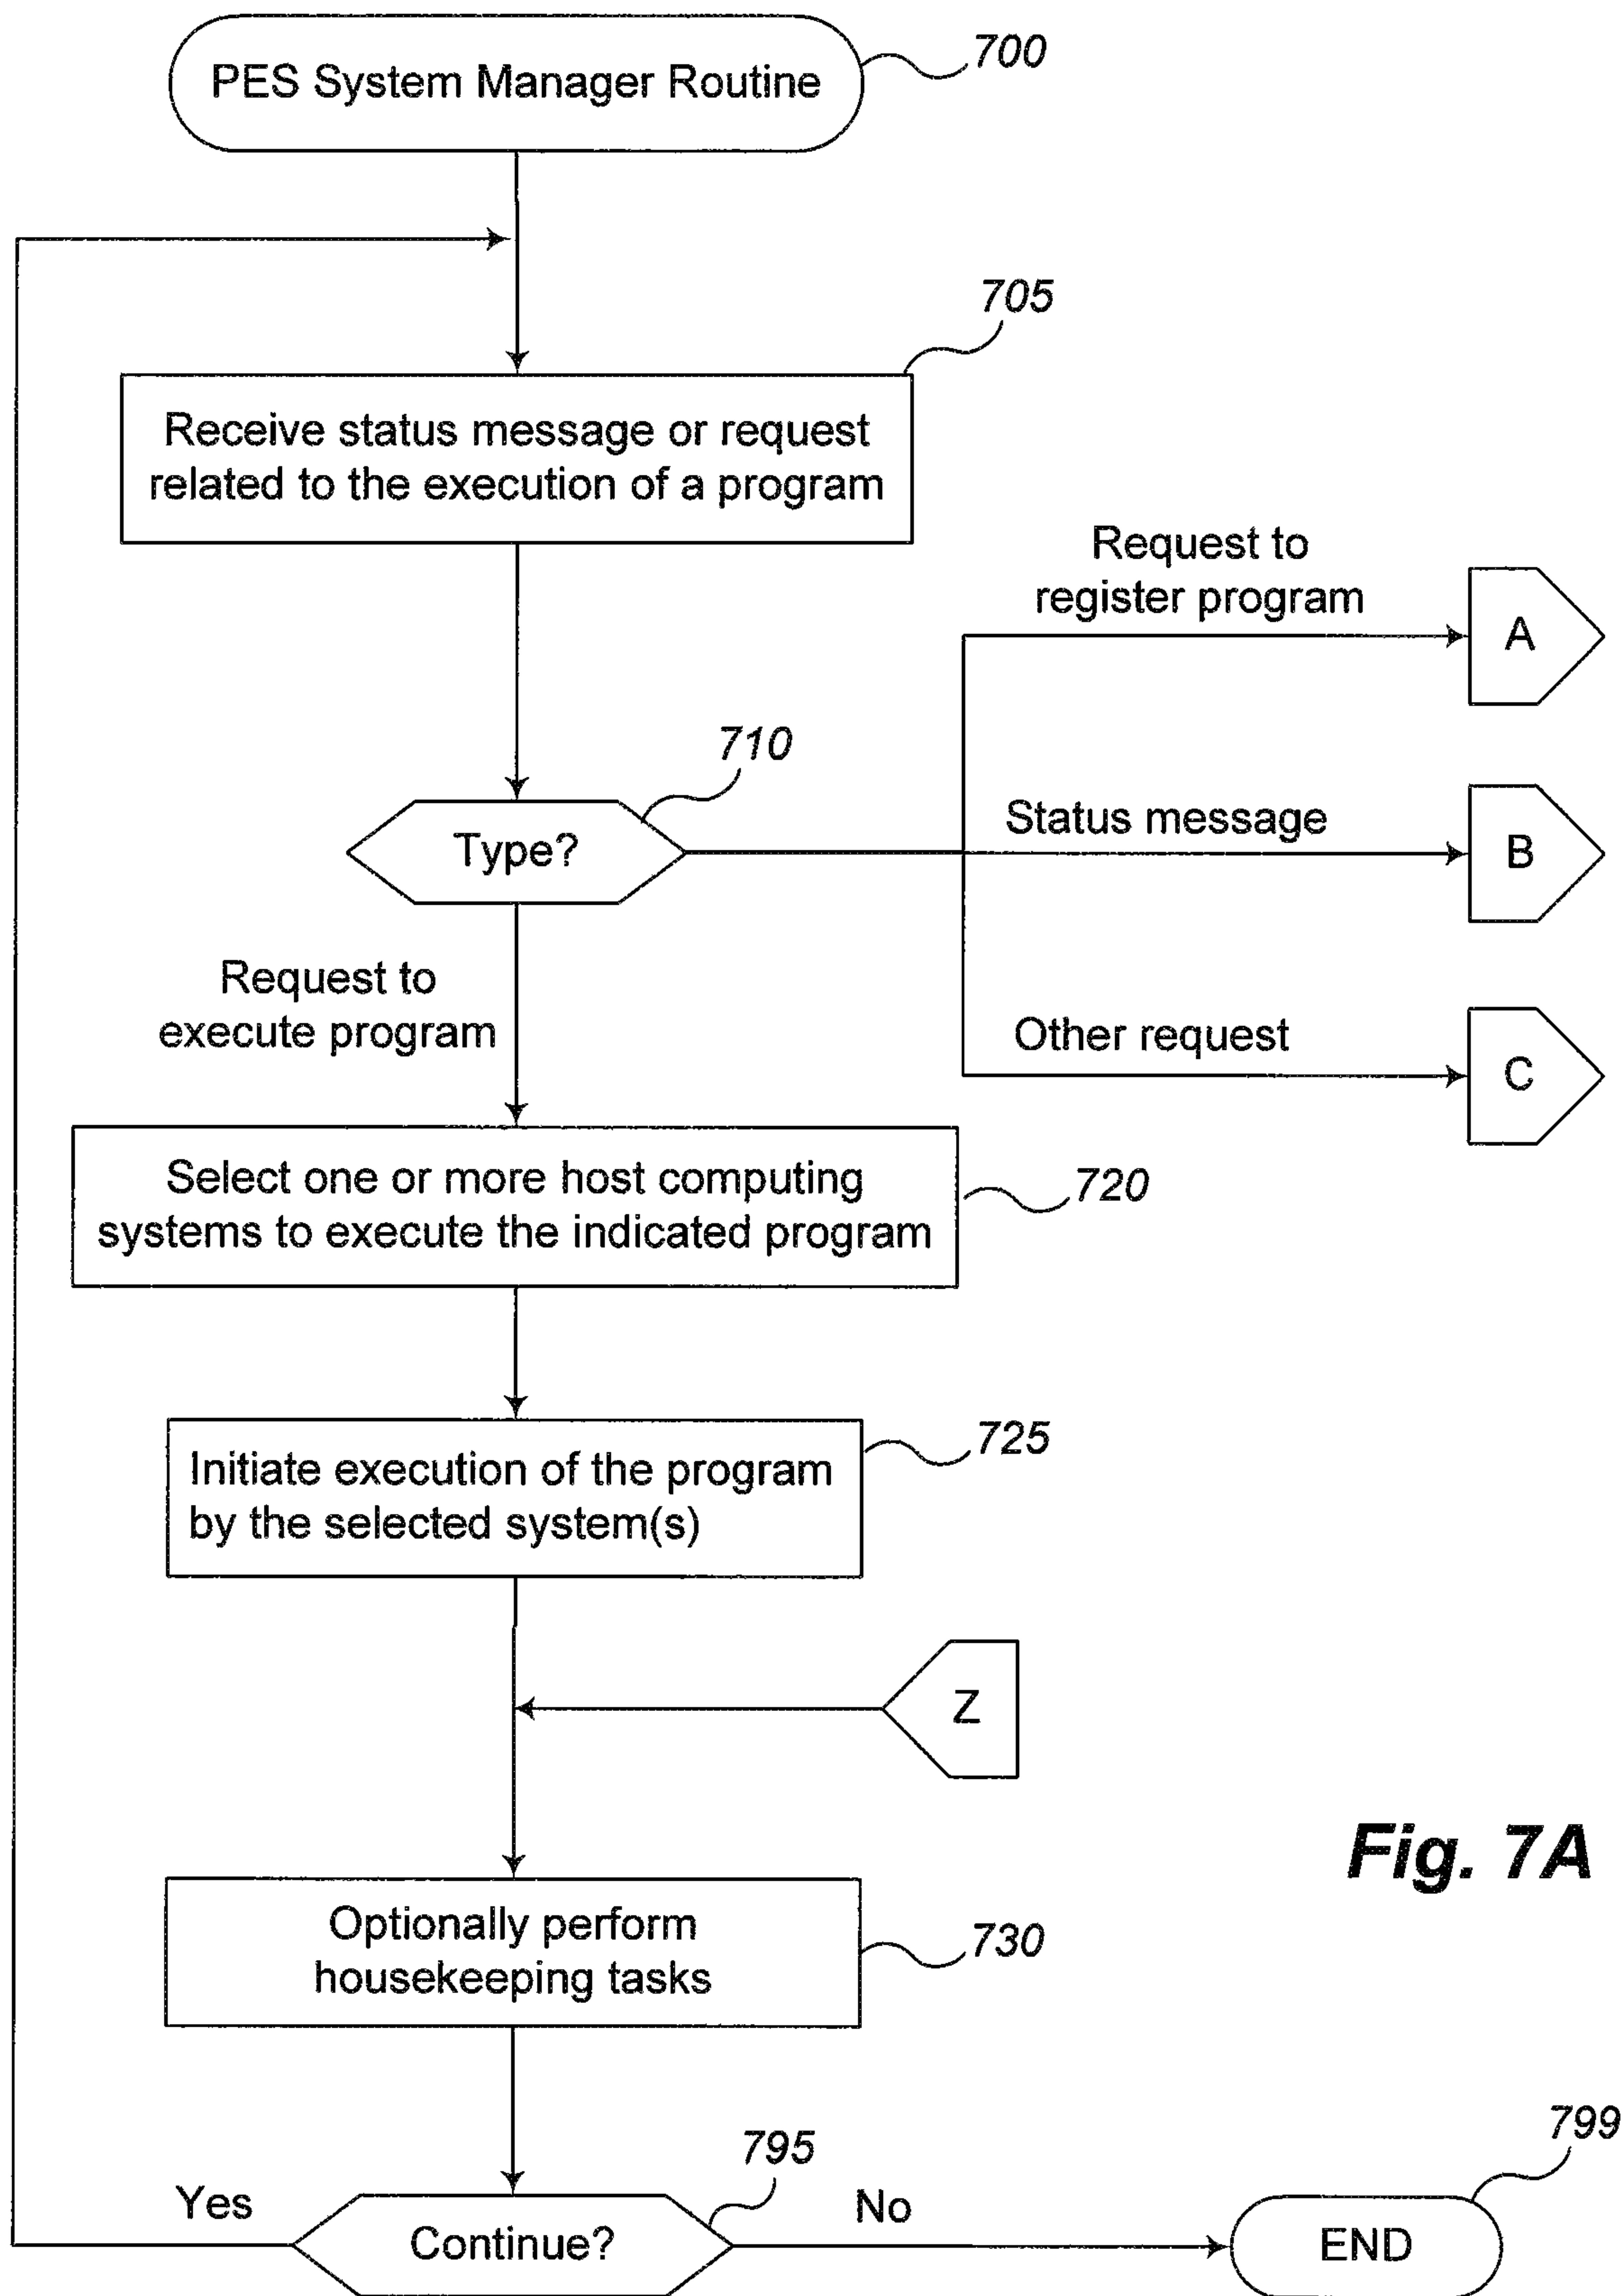 PES System Manager Routine
700
705
Receive status message or request
related to the execution of a program
Request to
register program
A
710
Type?
Status message
B
Request to
execute program
Other request
C
Select one or more host computing
systems to execute the indicated program
720
Initiate execution of the program
by the selected system(s)
725
Z
Fig. 7A
Optionally perform
housekeeping tasks
730
795
799
Yes
Continue?
No
END